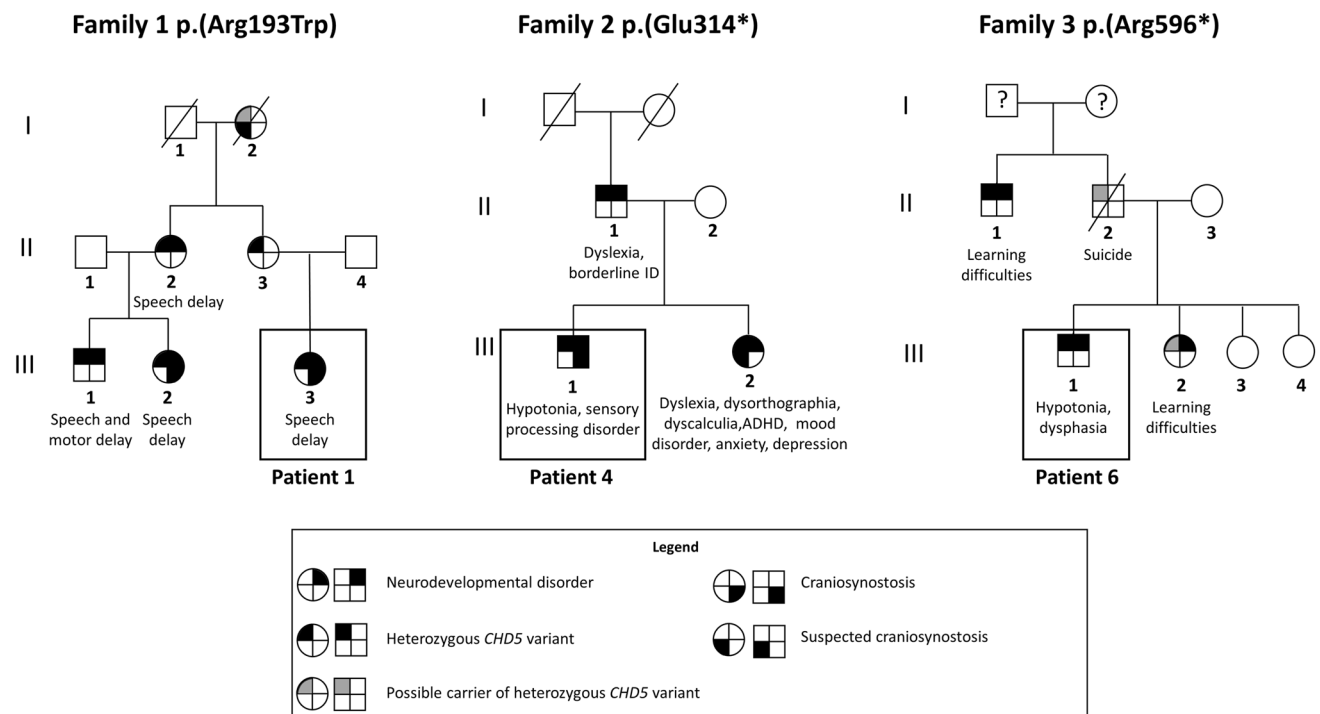 Family 1 p.(Arg193Trp)
I
1
2
II
1
2
3
4
Speech delay
III
1
2
3
Speech and
motor delay
Speech
delay
Speech
delay
Patient 1
Family 2 p.(Glu314*)
I
II
1
2
Dyslexia,
borderline ID
III
1
2
Hypotonia, sensory
processing disorder
Dyslexia, dysorthographia,
dyscalculia,ADHD, mood
disorder, anxiety, depression
Patient 4
Family 3 p.(Arg596*)
I
?
?
II
1
2
3
Learning
difficulties
Suicide
III
1
2
3
4
Hypotonia,
dysphasia
Learning
difficulties
Patient 6
Legend
Neurodevelopmental disorder
Heterozygous CHD5 variant
Possible carrier of heterozygous CHD5 variant
Craniosynostosis
Suspected craniosynostosis